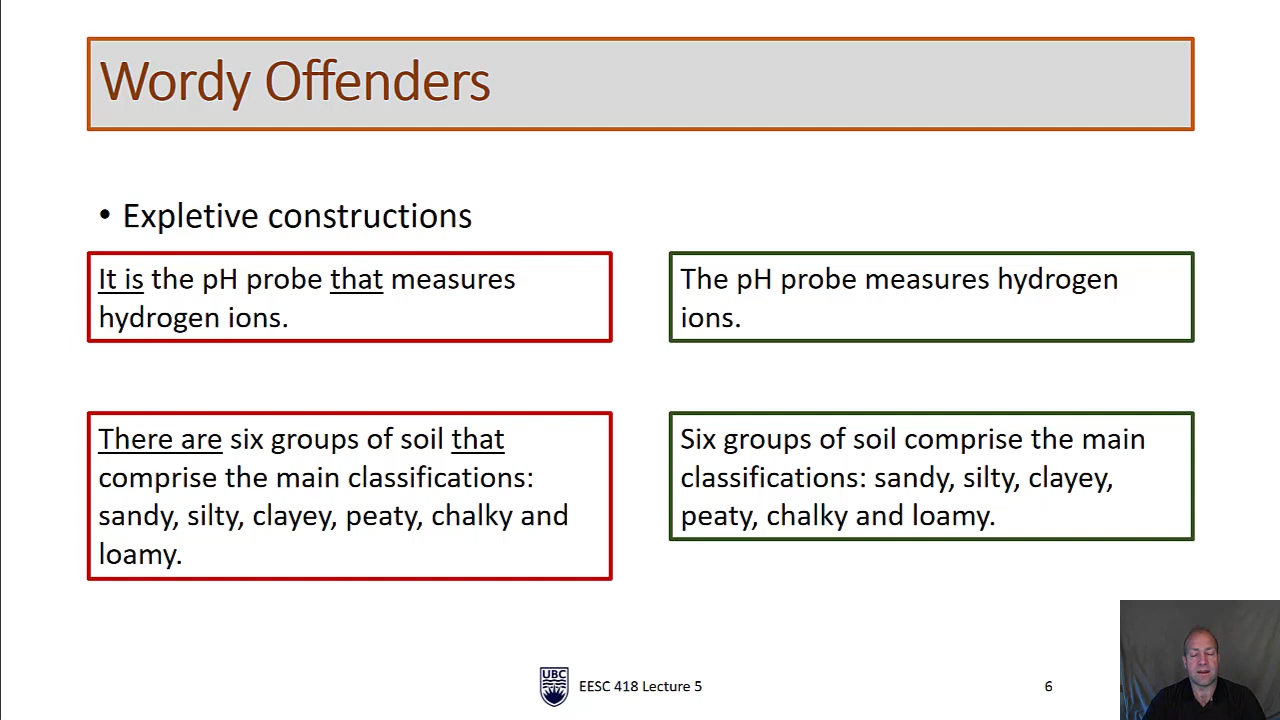 Wordy Offenders
• Expletive constructions
It is the pH probe that measures
hydrogen ions.
The pH probe measures hydrogen
ions.
There are six groups of soil that
comprise the main classifications:
sandy, silty, clayey, peaty, chalky and
loamy.
Six groups of soil comprise the main
classifications: sandy, silty, clayey,
peaty, chalky and loamy.
UBC
EESC 418 Lecture 5
6